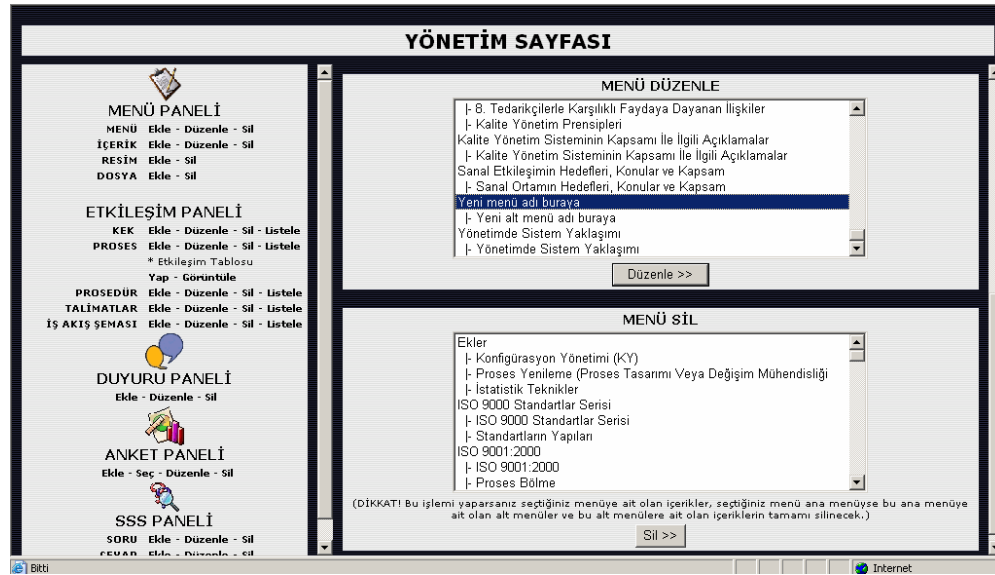 YÖNETİM SAYFASI
MENÜ PANELİ
MENÜ Ekle - Düzenle - Sil
İÇERİK Ekle - Düzenle - Sil
RESİM Ekle - Sil
DOSYA Ekle - Sil
ETKİLEŞİM PANELİ
KEK Ekle - Düzenle - Sil - Listele
PROSES Ekle - Düzenle - Sil - Listele
* Etkileşim Tablosu
Yap - Görüntüle
PROSEDÜR Ekle - Düzenle - Sil - Listele
TALİMATLAR Ekle - Düzenle - Sil - Listele
İŞ AKIŞ ŞEMASI Ekle - Düzenle - Sil - Listele
DUYURU PANELİ
Ekle - Düzenle - Sil
ANKET PANELİ
Ekle - Seç - Düzenle - Sil
SSS PANELİ
SORU Ekle - Düzenle - Sil
CEVAP Ekle - Düzenle - Sil
MENÜ DÜZENLE
|- 8. Tedarikçilerle Karşılıklı Faydaya Dayanan İlişkiler
|- Kalite Yönetim Prensipleri
Kalite Yönetim Sisteminin Kapsamı İle İlgili Açıklamalar
|- Kalite Yönetim Sisteminin Kapsamı İle İlgili Açıklamalar
Sanal Etkileşimin Hedefleri, Konular ve Kapsam
|- Sanal Ortamın Hedefleri, Konular ve Kapsam
Yeni menü adı buraya
|- Yeni alt menü adı buraya
Yönetimde Sistem Yaklaşımı
|- Yönetimde Sistem Yaklaşımı
Düzenle >>
MENÜ SİL
Ekler
|- Konfigürasyon Yönetimi (KY)
|- Proses Yenileme (Proses Tasarımı Veya Değişim Mühendisliği
|- İstatistik Teknikler
ISO 9000 Standartlar Serisi
|- ISO 9000 Standartlar Serisi
|- Standartların Yapıları
ISO 9001:2000
|- ISO 9001:2000
|- Proses Bölme
(DİKKAT! Bu işlemi yaparsanız seçtiğiniz menüye ait olan içerikler, seçtiğiniz menü ana menüyse bu ana menüye
ait olan alt menüler ve bu alt menülere ait olan içeriklerin tamamı silinecek.)
Sil >>
Bitti
Internet